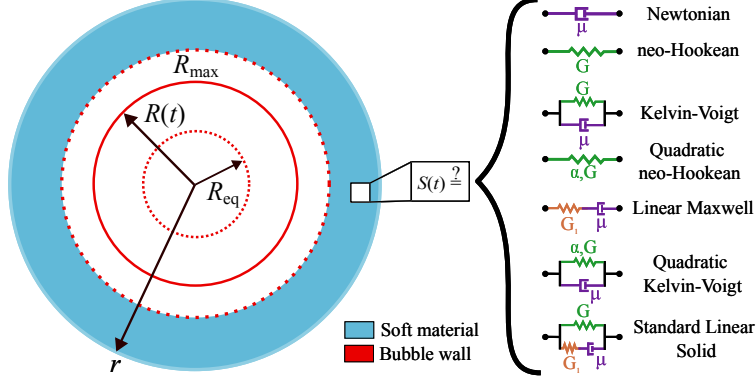 R_max
R(t)
R_eq
r
S(t) ≟
Soft material
Bubble wall
μ
Newtonian
G
neo-Hookean
G
μ
Kelvin-Voigt
α,G
Quadratic
neo-Hookean
G₁ μ
Linear Maxwell
α,G
μ
Quadratic
Kelvin-Voigt
G
G₁ μ
Standard Linear
Solid